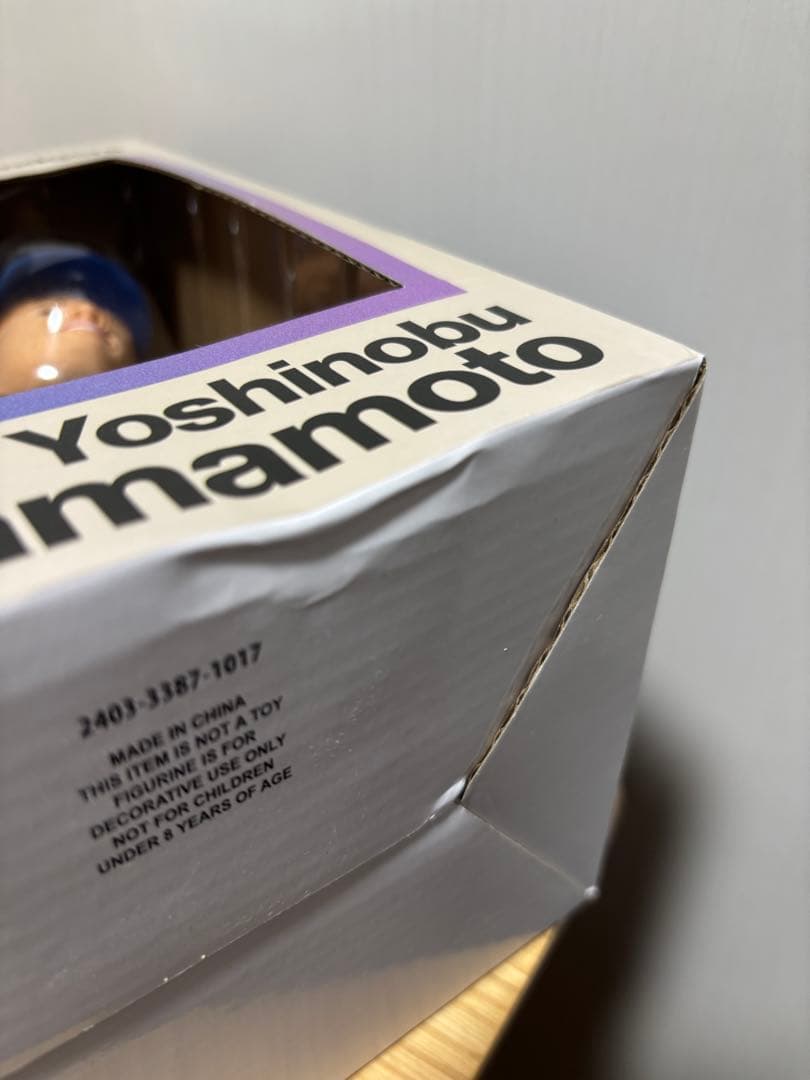 Yoshinobu
amamoto
2403-3387-1017
MADE IN CHINA
THIS ITEM IS NOT A TOY
FIGURINE IS FOR
DECORATIVE USE ONLY
NOT FOR CHILDREN
UNDER 8 YEARS OF AGE